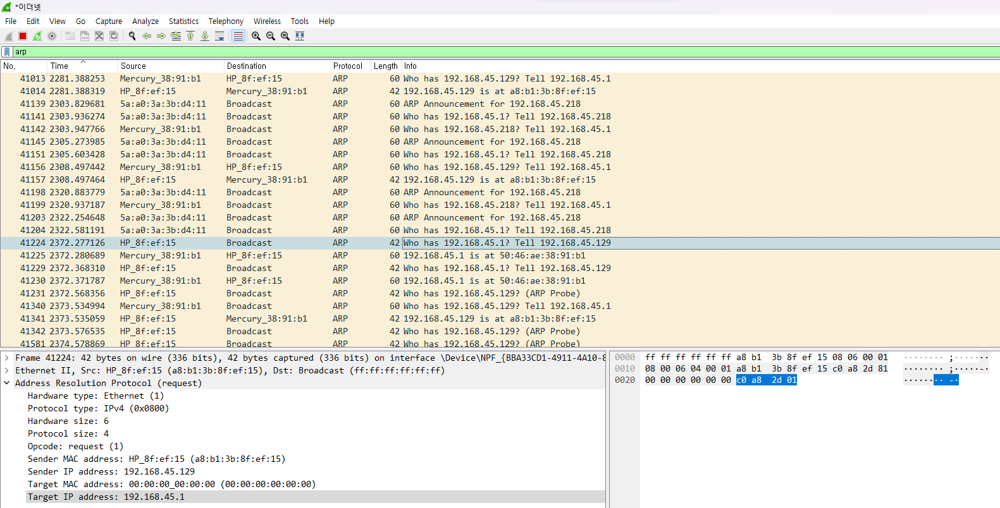 *이더넷
File Edit View Go Capture Analyze Statistics Telephony Wireless Tools Help
arp
No. Time Source Destination Protocol Length Info
41013 2281.388253 Mercury_38:91:b1 HP_8f:ef:15 ARP 60 Who has 192.168.45.129? Tell 192.168.45.1
41014 2281.388319 HP_8f:ef:15 Mercury_38:91:b1 ARP 42 192.168.45.129 is at a8:b1:3b:8f:ef:15
41139 2303.829681 5a:a0:3a:3b:d4:11 Broadcast ARP 60 ARP Announcement for 192.168.45.218
41141 2303.936274 5a:a0:3a:3b:d4:11 Broadcast ARP 60 Who has 192.168.45.1? Tell 192.168.45.218
41142 2303.947766 Mercury_38:91:b1 Broadcast ARP 60 Who has 192.168.45.218? Tell 192.168.45.1
41145 2305.273985 5a:a0:3a:3b:d4:11 Broadcast ARP 60 ARP Announcement for 192.168.45.218
41151 2305.603428 5a:a0:3a:3b:d4:11 Broadcast ARP 60 Who has 192.168.45.1? Tell 192.168.45.218
41156 2308.497442 Mercury_38:91:b1 HP_8f:ef:15 ARP 60 Who has 192.168.45.129? Tell 192.168.45.1
41157 2308.497464 HP_8f:ef:15 Mercury_38:91:b1 ARP 42 192.168.45.129 is at a8:b1:3b:8f:ef:15
41198 2320.883779 5a:a0:3a:3b:d4:11 Broadcast ARP 60 ARP Announcement for 192.168.45.218
41199 2320.937187 Mercury_38:91:b1 Broadcast ARP 60 Who has 192.168.45.218? Tell 192.168.45.1
41203 2322.254648 5a:a0:3a:3b:d4:11 Broadcast ARP 60 ARP Announcement for 192.168.45.218
41204 2322.581191 5a:a0:3a:3b:d4:11 Broadcast ARP 60 Who has 192.168.45.1? Tell 192.168.45.218
41224 2372.277126 HP_8f:ef:15 Broadcast ARP 42 Who has 192.168.45.1? Tell 192.168.45.129
41225 2372.280689 Mercury_38:91:b1 HP_8f:ef:15 ARP 60 192.168.45.1 is at 50:46:ae:38:91:b1
41229 2372.368310 HP_8f:ef:15 Broadcast ARP 42 Who has 192.168.45.1? Tell 192.168.45.129
41230 2372.371787 Mercury_38:91:b1 HP_8f:ef:15 ARP 60 192.168.45.1 is at 50:46:ae:38:91:b1
41231 2372.568356 HP_8f:ef:15 Broadcast ARP 42 Who has 192.168.45.129? (ARP Probe)
41340 2373.534994 Mercury_38:91:b1 Broadcast ARP 60 Who has 192.168.45.129? Tell 192.168.45.1
41341 2373.535059 HP_8f:ef:15 Mercury_38:91:b1 ARP 42 192.168.45.129 is at a8:b1:3b:8f:ef:15
41342 2373.576535 HP_8f:ef:15 Broadcast ARP 42 Who has 192.168.45.129? (ARP Probe)
41581 2374.578869 HP_8f:ef:15 Broadcast ARP 42 Who has 192.168.45.129? (ARP Probe)
Frame 41224: 42 bytes on wire (336 bits), 42 bytes captured (336 bits) on interface \Device\NPF_{BBA33CD1-4911-4A10-8
Ethernet II, Src: HP_8f:ef:15 (a8:b1:3b:8f:ef:15), Dst: Broadcast (ff:ff:ff:ff:ff:ff)
Address Resolution Protocol (request)
Hardware type: Ethernet (1)
Protocol type: IPv4 (0x0800)
Hardware size: 6
Protocol size: 4
Opcode: request (1)
Sender MAC address: HP_8f:ef:15 (a8:b1:3b:8f:ef:15)
Sender IP address: 192.168.45.129
Target MAC address: 00:00:00_00:00:00 (00:00:00:00:00:00)
Target IP address: 192.168.45.1
0000 ff ff ff ff ff ff a8 b1 3b 8f ef 15 08 06 00 01 ········ ;·······
0010 08 00 06 04 00 01 a8 b1 3b 8f ef 15 c0 a8 2d 81 ········ ;·····-·
0020 00 00 00 00 00 00 c0 a8 2d 01 ········ -·